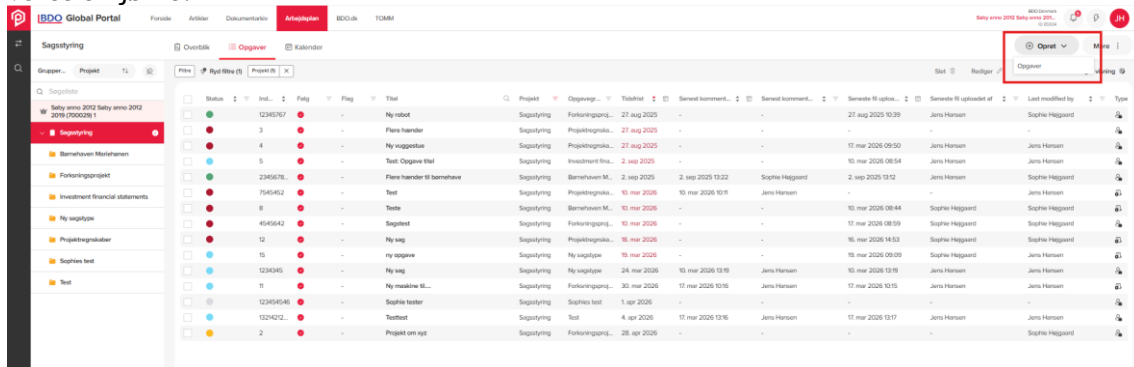 BDO Global Portal Forside Artikler Dokumentarkiv Arbejdsplan BDO.dk TOMM
BDO Danmark
Søby anno 2012 Søby anno 201...
JH
Sagsstyring
Overblik Opgaver Kalender
Opret Mere
Opgaver
Grupper... Projekt
Filtre Ryd filtre (1) Projekt (1) X
Slet Rediger
Søgeliste
Søby anno 2012 Søby anno 2012 2019 (700029) 1
Sagsstyring
Børnehaven Mariehønen
Forksningsprojekt
Investment financial statements
Ny sagstype
Projektregnskaber
Sophies test
Test
Status Ind... Følg Flag Titel Projekt Opgavegr... Tidsfrist Senest komment... Senest komment... Seneste fil uploa... Seneste fil uploadet af Last modified by Type
12345767 - Ny robot Sagsstyring Forksningsproj... 27. aug 2025 - - 27. aug 2025 10:39 Jens Hansen Sophie Højgaard
3 - Flere hænder Sagsstyring Projektregnska... 27. aug 2025 - - - - -
4 - Ny vuggestue Sagsstyring Projektregnska... 27. aug 2025 - - 17. mar 2026 09:50 Jens Hansen Jens Hansen
5 - Test: Opgave titel Sagsstyring Investment fina... 2. sep 2025 - - 10. mar 2026 08:54 Jens Hansen Jens Hansen
2345678... - Flere hænder til børnehave Sagsstyring Børnehaven M... 2. sep 2025 2. sep 2025 13:22 Sophie Højgaard 2. sep 2025 13:12 Jens Hansen Jens Hansen
7545452 - Test Sagsstyring Projektregnska... 10. mar 2026 10. mar 2026 10:11 Jens Hansen - - Jens Hansen
8 - Teste Sagsstyring Børnehaven M... 10. mar 2026 - - 10. mar 2026 08:44 Sophie Højgaard Sophie Højgaard
4545642 - Sagstest Sagsstyring Forksningsproj... 10. mar 2026 - - 17. mar 2026 08:59 Sophie Højgaard Sophie Højgaard
12 - Ny sag Sagsstyring Projektregnska... 18. mar 2026 - - 16. mar 2026 14:53 Sophie Højgaard Jens Hansen
15 - ny opgave Sagsstyring Ny sagstype 19. mar 2026 - - 19. mar 2026 09:09 Sophie Højgaard Jens Hansen
1234345 - Ny sag Sagsstyring Ny sagstype 24. mar 2026 10. mar 2026 13:19 Jens Hansen 10. mar 2026 13:19 Jens Hansen Jens Hansen
11 - Ny maskine til.... Sagsstyring Forksningsproj... 30. mar 2026 17. mar 2026 10:16 Jens Hansen 17. mar 2026 10:15 Jens Hansen Jens Hansen
123454546 - Sophie tester Sagsstyring Sophies test 1. apr 2026 - - - - -
13214212... - Testtest Sagsstyring Test 4. apr 2026 17. mar 2026 13:16 Jens Hansen 17. mar 2026 13:17 Jens Hansen Jens Hansen
2 - Projekt om xyz Sagsstyring Forksningsproj... 28. apr 2026 - - - - Sophie Højgaard